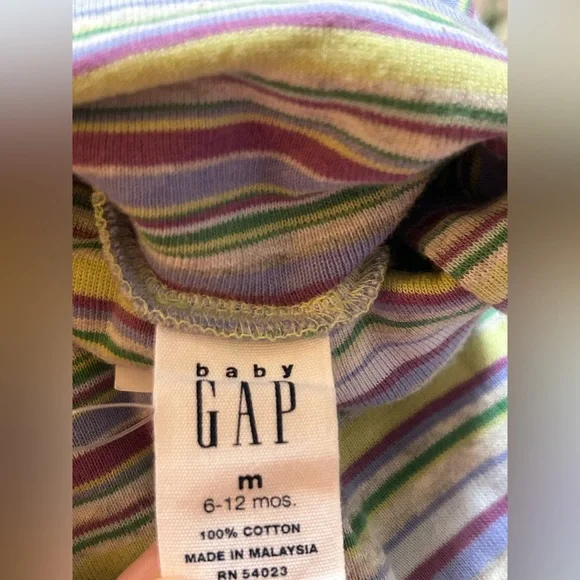 baby
GAP
m
6-12 mos.
100% COTTON
MADE IN MALAYSIA
RN 54023